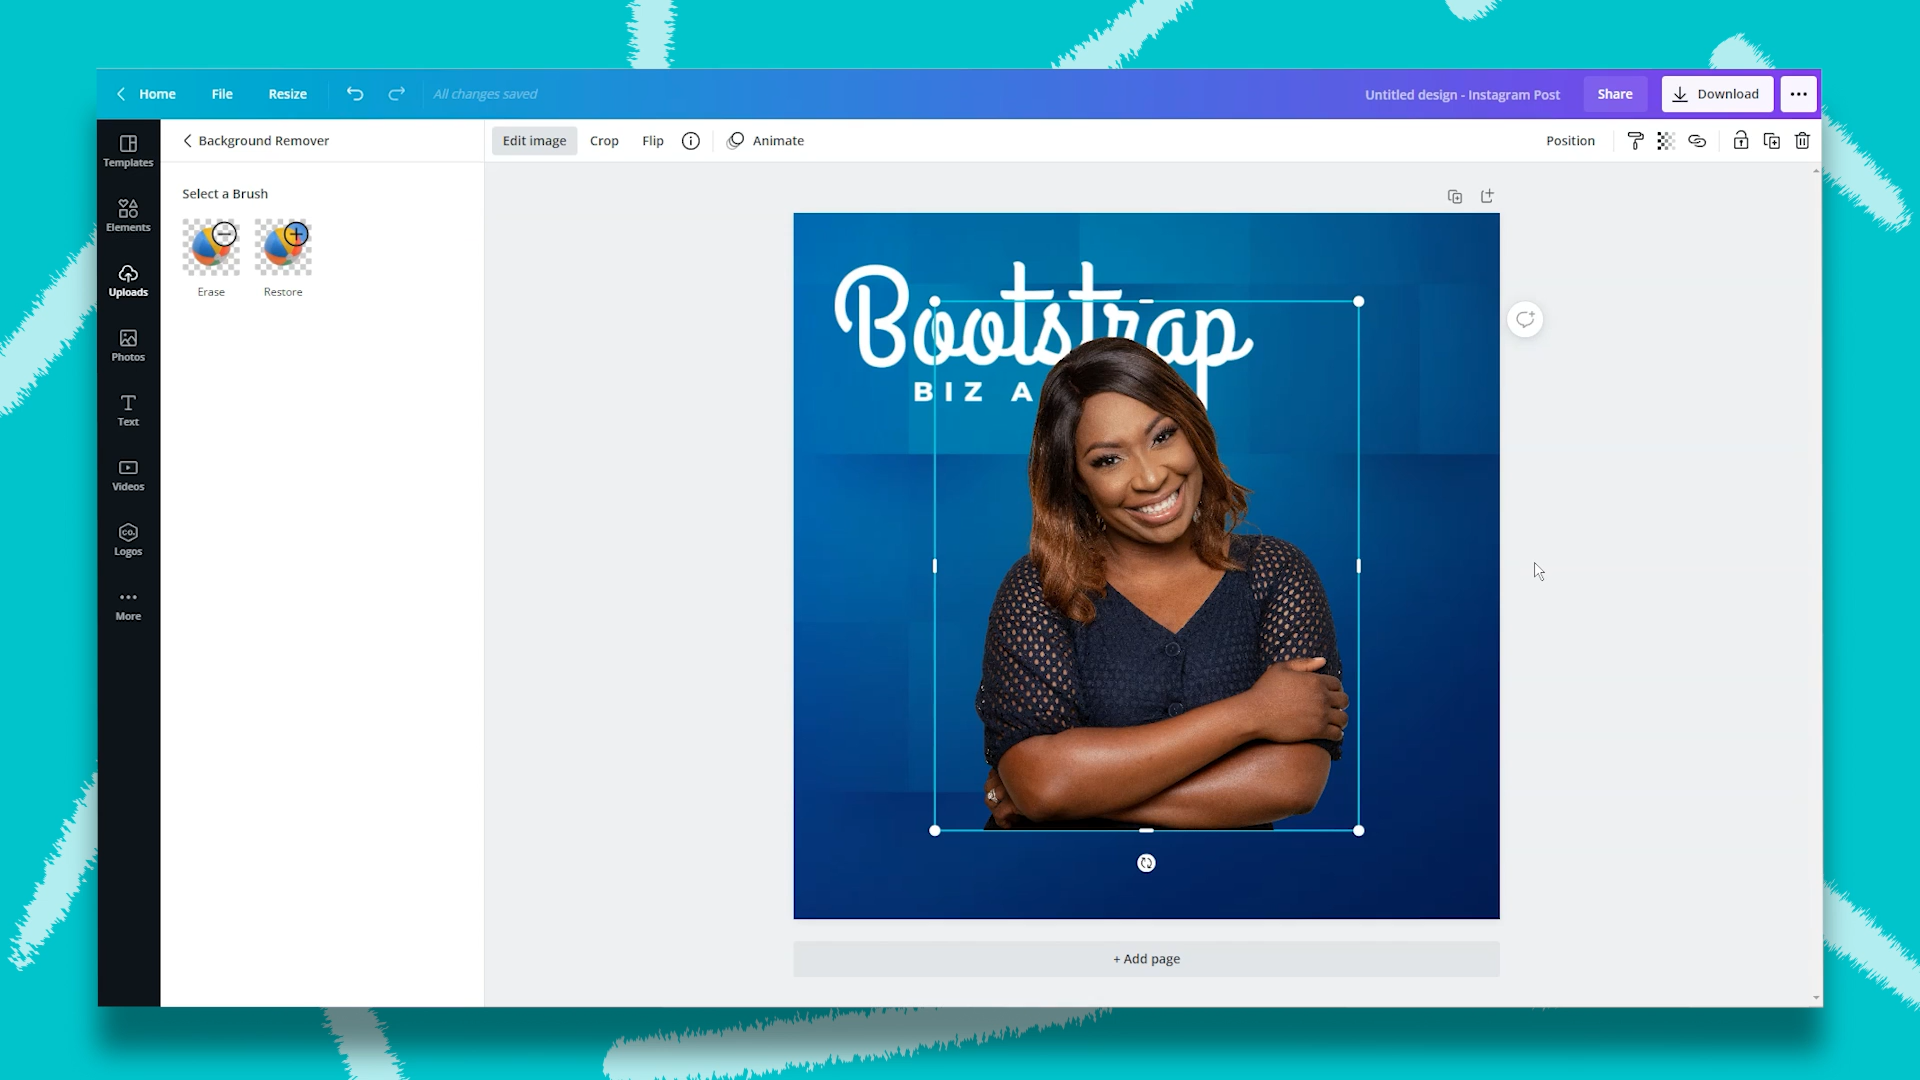 Home File Resize All changes saved Untitled design - Instagram Post Share Download
Background Remover
Edit image Crop Flip Animate Position
Select a Brush
Erase Restore
Templates
Elements
Uploads
Photos
Text
Videos
CO.
Logos
More
Bootstrap
BIZ A
+ Add page